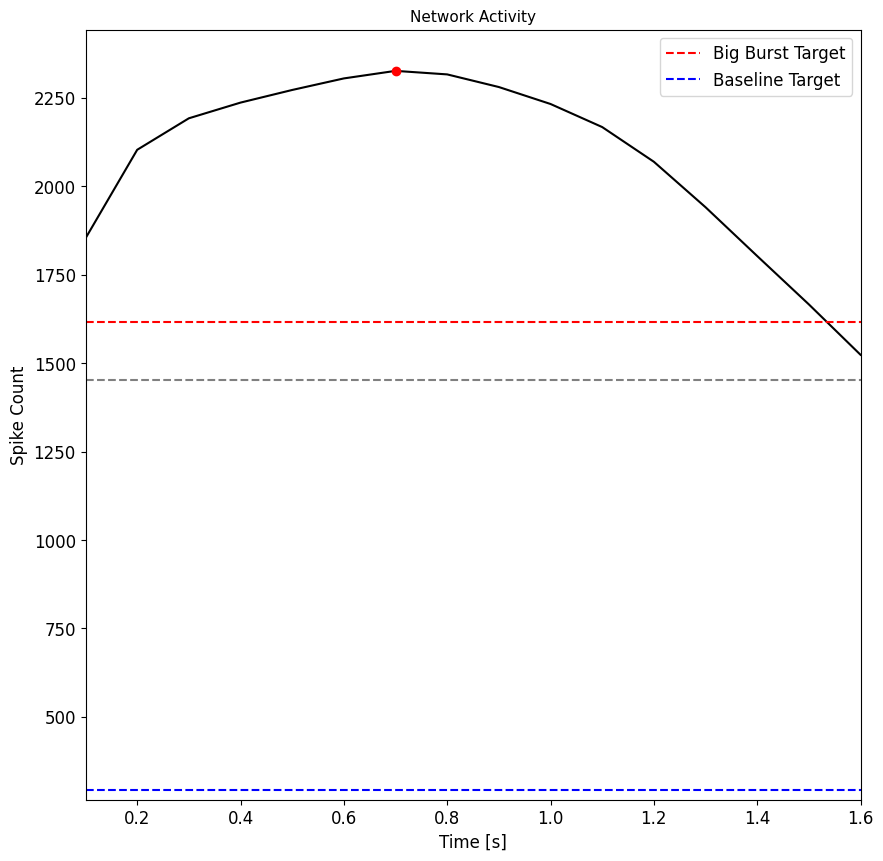 Network Activity
Big Burst Target
Baseline Target
Spike Count
2250
2000
1750
1500
1250
1000
750
500
0.2 0.4 0.6 0.8 1.0 1.2 1.4 1.6
Time [s]